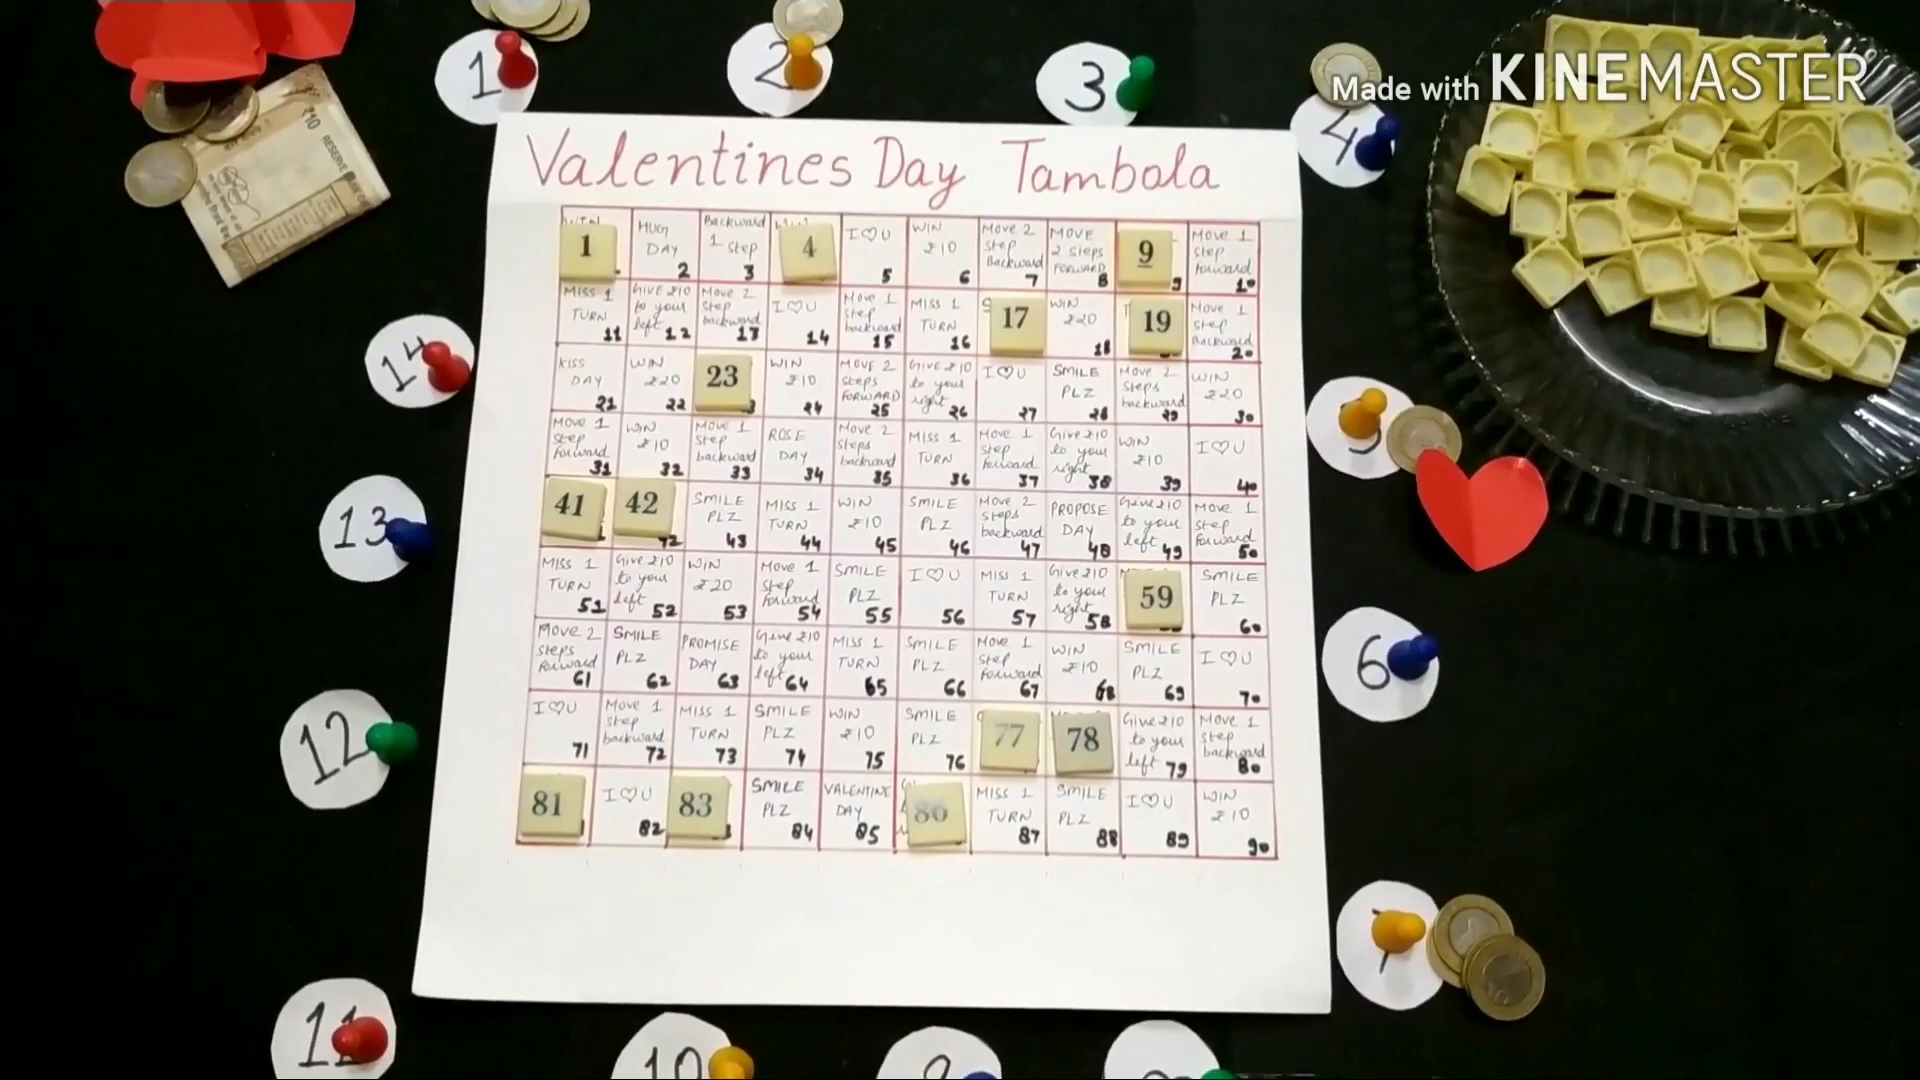 1
2
3
4
Made with KINEMASTER
₹10
RESERVE BANK OF
Valentines Day Tambola
1
HUG DAY 2
Backward 1 step 3
4
I ♡ U 5
WIN ₹10 6
Move 2 step Backward 7
MOVE 2 steps FORWARD 8
9
9
Move 1 step forward 10
MISS 1 TURN 11
GIVE ₹10 to your left 12
Move 2 step backward 13
I ♡ U 14
Move 1 step backward 15
MISS 1 TURN 16
17
WIN ₹20 18
19
Move 1 step Backward 20
KISS DAY 21
WIN ₹20 22
23
WIN ₹10 24
MOVE 2 steps FORWARD 25
GIVE ₹10 to your right 26
I ♡ U 27
SMILE PLZ 28
Move 2 steps backward 29
WIN ₹20 30
Move 1 step forward 31
WIN ₹10 32
Move 1 step backward 33
ROSE DAY 34
Move 2 steps backward 35
MISS 1 TURN 36
Move 1 step forward 37
Give ₹10 to your right 38
WIN ₹10 39
I ♡ U 40
41
42
42
SMILE PLZ 43
MISS 1 TURN 44
WIN ₹10 45
SMILE PLZ 46
Move 2 steps backward 47
PROPOSE DAY 48
Give ₹10 to your left 49
Move 1 step forward 50
MISS 1 TURN 51
Give ₹10 to your left 52
WIN ₹20 53
Move 1 step forward 54
SMILE PLZ 55
I ♡ U 56
MISS 1 TURN 57
Give ₹10 to your right 58
59
SMILE PLZ 60
Move 2 steps forward 61
SMILE PLZ 62
PROMISE DAY 63
Give ₹10 to your left 64
MISS 1 TURN 65
SMILE PLZ 66
Move 1 step forward 67
WIN ₹10 68
SMILE PLZ 69
I ♡ U 70
I ♡ U 71
Move 1 step backward 72
MISS 1 TURN 73
SMILE PLZ 74
WIN ₹10 75
SMILE PLZ 76
77
78
Give ₹10 to your left 79
Move 1 step backward 80
81
I ♡ U 82
83
SMILE PLZ 84
VALENTINE DAY 85
86
MISS 1 TURN 87
SMILE PLZ 88
I ♡ U 89
WIN ₹10 90
14
13
6
12
7
11
10
9